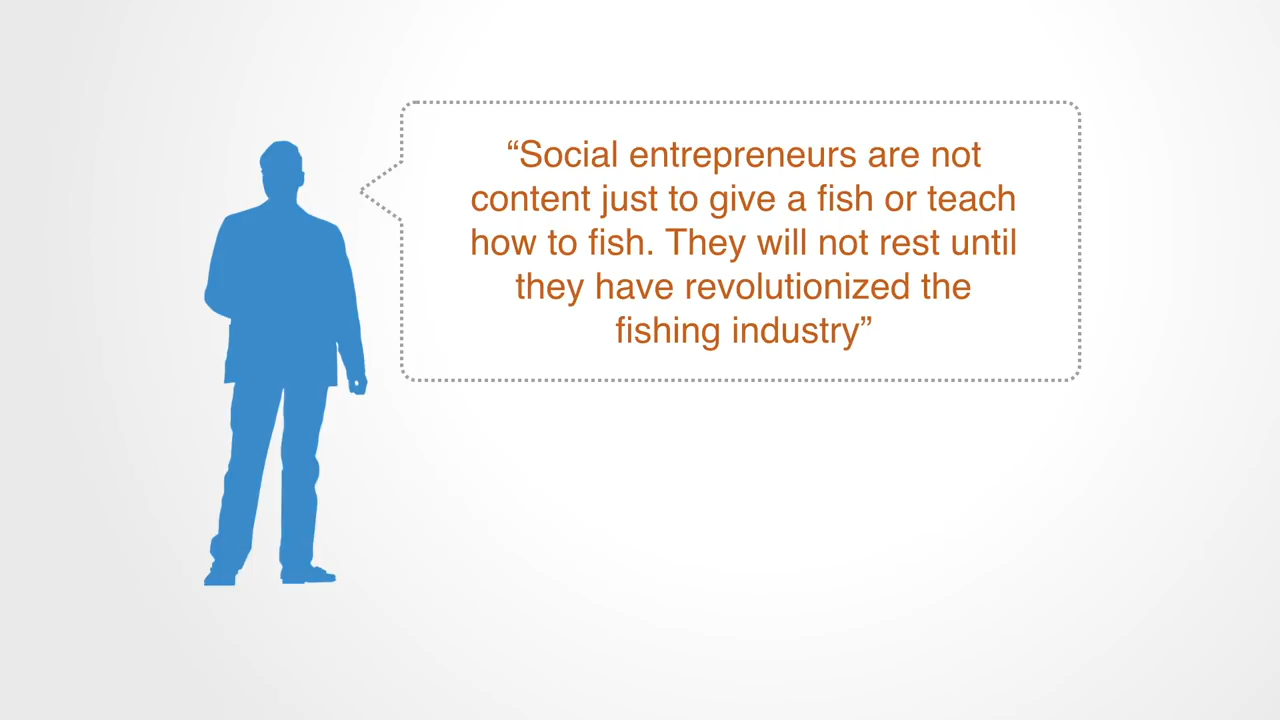 “Social entrepreneurs are not
content just to give a fish or teach
how to fish. They will not rest until
they have revolutionized the
fishing industry”